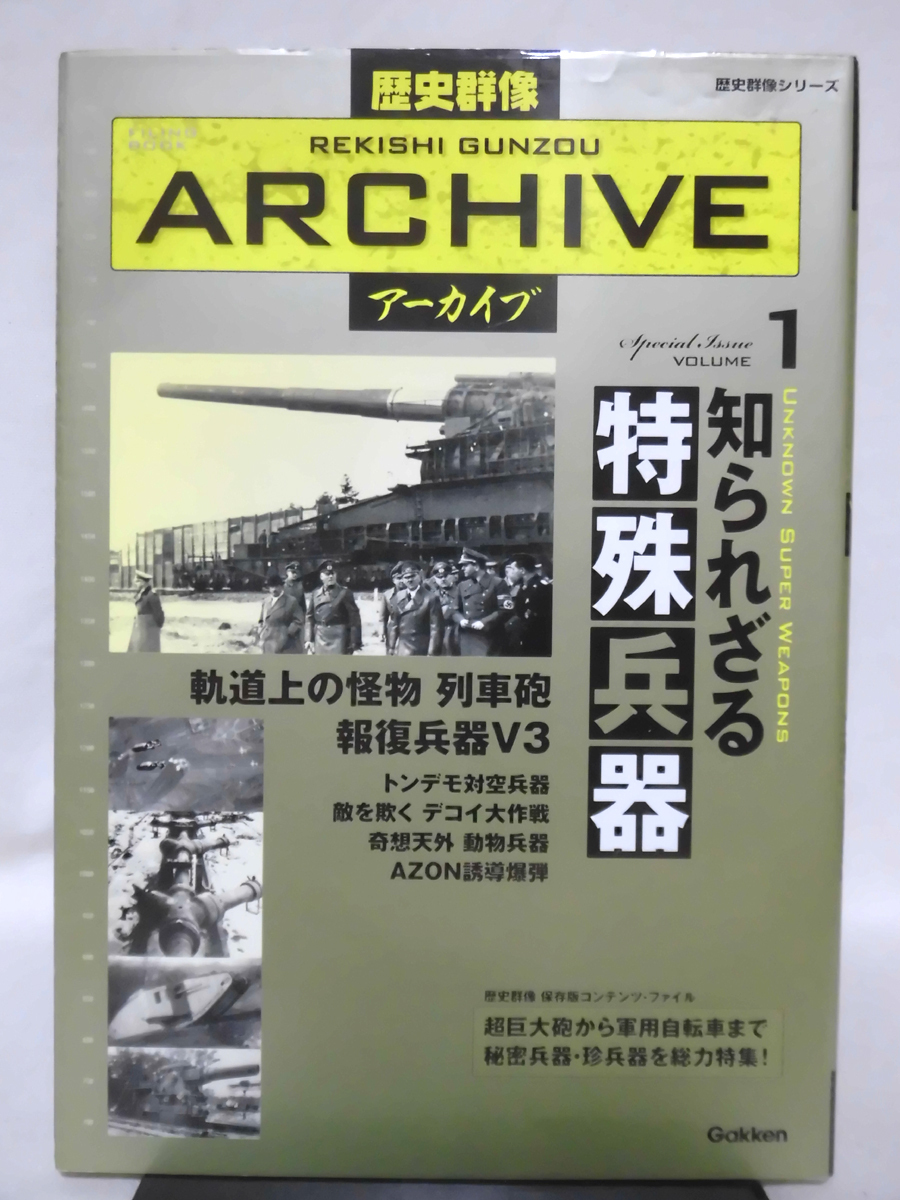 歴史群像
歴史群像シリーズ
FILING
BOOK
REKISHI GUNZOU
ARCHIVE
アーカイブ
Special Issue
VOLUME
1
UNKNOWN SUPER WEAPONS
知られざる
特殊兵器
軌道上の怪物 列車砲
報復兵器V3
トンデモ対空兵器
敵を欺く デコイ大作戦
奇想天外 動物兵器
AZON誘導爆弾
歴史群像 保存版コンテンツ・ファイル
超巨大砲から軍用自転車まで
秘密兵器・珍兵器を総力特集!
Gakken